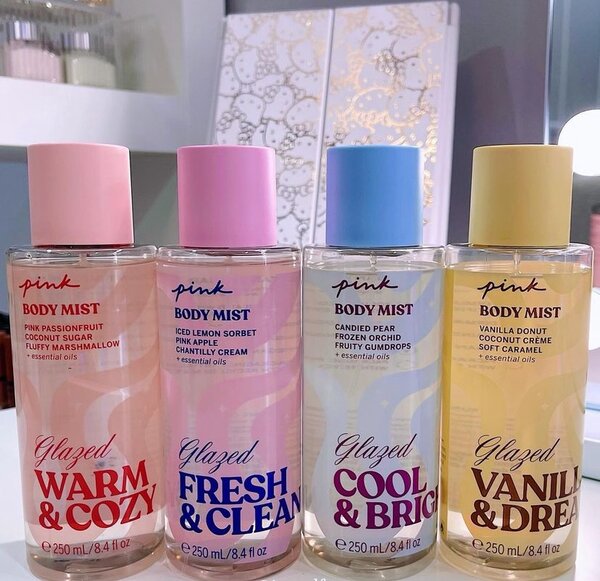 pink
BODY MIST
PINK PASSIONFRUIT
COCONUT SUGAR
FLUFFY MARSHMALLOW
+ essential oils
Glazed
WARM
& COZY
℮ 250 mL/8.4 fl oz
pink
BODY MIST
ICED LEMON SORBET
PINK APPLE
CHANTILLY CREAM
+ essential oils
Glazed
FRESH
& CLEAN
℮ 250 mL/8.4 fl oz
pink
BODY MIST
CANDIED PEAR
FROZEN ORCHID
FRUITY GUMDROPS
+ essential oils
Glazed
COOL
& BRIG
℮ 250 mL/8.4 fl oz
pink
BODY MIST
VANILLA DONUT
COCONUT CRÈME
SOFT CARAMEL
+ essential oils
Glazed
VANILL
& DREA
℮ 250 mL/8.4 fl oz